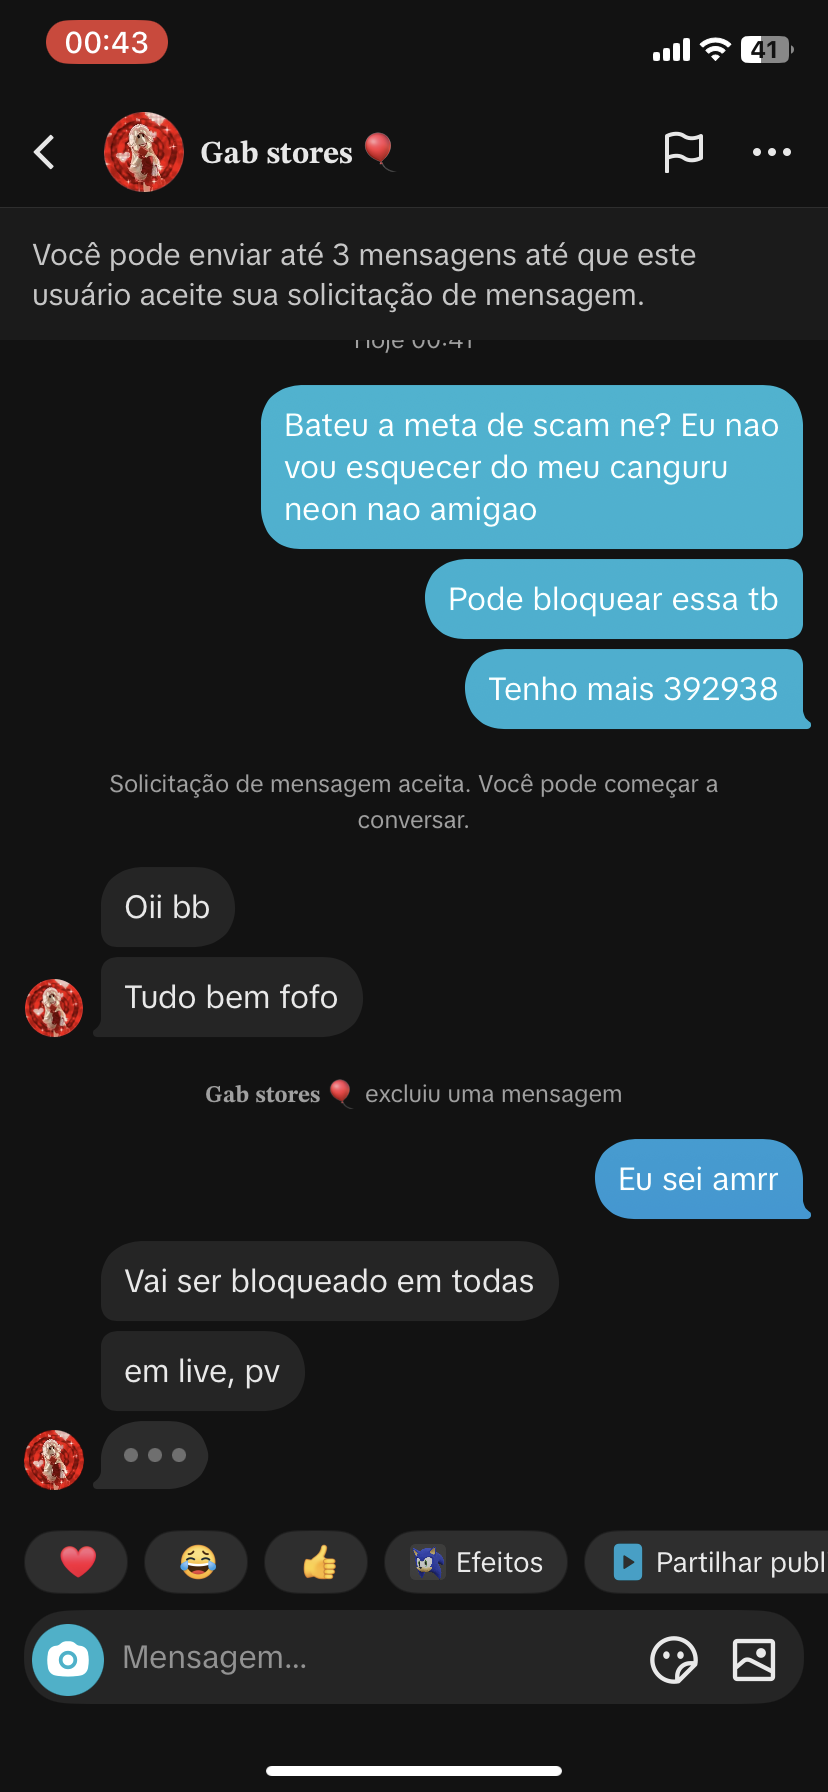 00:43
41
Gab stores
Você pode enviar até 3 mensagens até que este
usuário aceite sua solicitação de mensagem.
Hoje 00:41
Bateu a meta de scam ne? Eu nao
vou esquecer do meu canguru
neon nao amigao
Pode bloquear essa tb
Tenho mais 392938
Solicitação de mensagem aceita. Você pode começar a
conversar.
Oii bb
Tudo bem fofo
Gab stores 🎈 excluiu uma mensagem
Eu sei amrr
Vai ser bloqueado em todas
em live, pv
Efeitos
Partilhar publ
Mensagem...